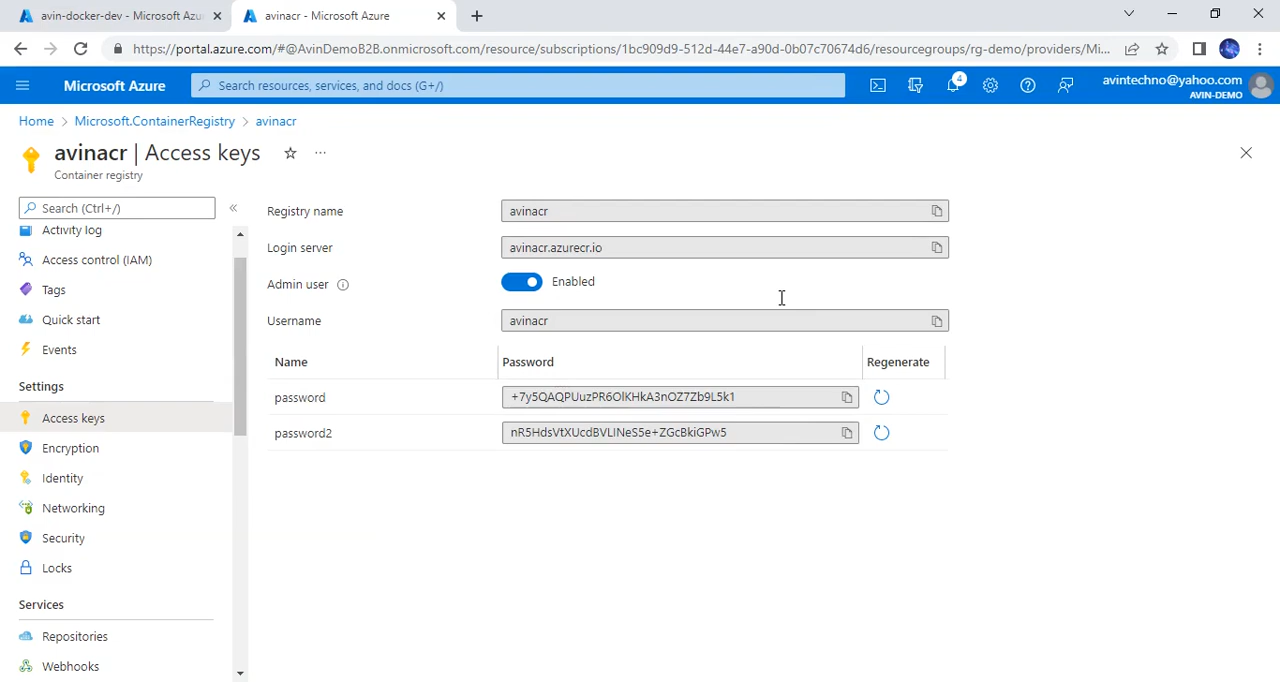 avin-docker-dev - Microsoft Azu
avinacr - Microsoft Azure
https://portal.azure.com/#@AvinDemoB2B.onmicrosoft.com/resource/subscriptions/1bc909d9-512d-44e7-a90d-0b07c70674d6/resourcegroups/rg-demo/providers/Mi...
Microsoft Azure
Search resources, services, and docs (G+/)
4
avintechno@yahoo.com
AVIN-DEMO
Home > Microsoft.ContainerRegistry > avinacr
avinacr | Access keys
Container registry
Search (Ctrl+/)
Activity log
Access control (IAM)
Tags
Quick start
Events
Settings
Access keys
Encryption
Identity
Networking
Security
Locks
Services
Repositories
Webhooks
Registry name
avinacr
Login server
avinacr.azurecr.io
Admin user
Enabled
Username
avinacr
Name Password Regenerate
password +7y5QAQPUuzPR6OlKHkA3nOZ7Zb9L5k1
password2 nR5HdsVtXUcdBVLINeS5e+ZGcBkiGPw5